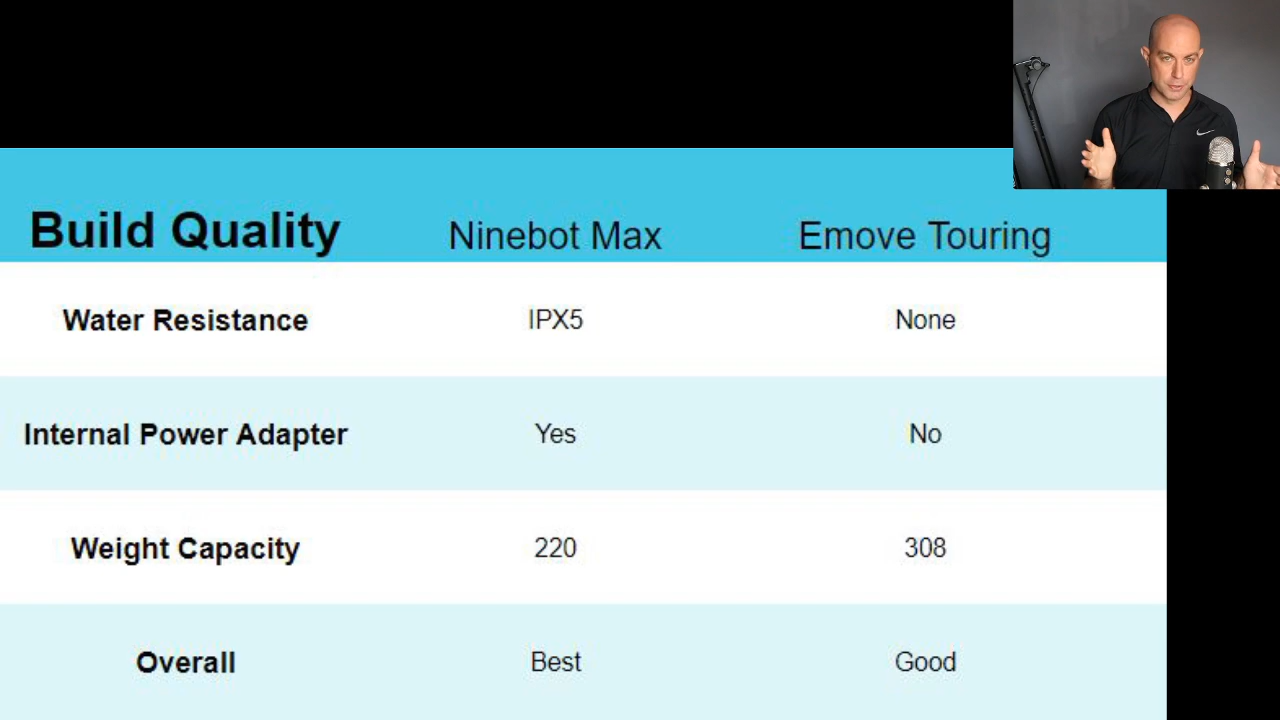 Build Quality Ninebot Max Emove Touring
Water Resistance IPX5 None
Internal Power Adapter Yes No
Weight Capacity 220 308
Overall Best Good